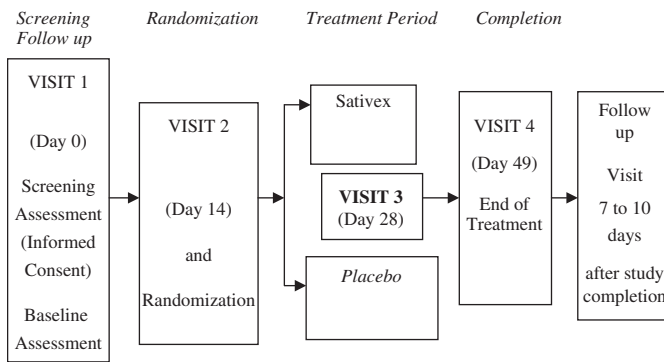 Screening
Follow up
Randomization
Treatment Period
Completion
VISIT 1
(Day 0)
Screening
Assessment
(Informed
Consent)
Baseline
Assessment
VISIT 2
(Day 14)
and
Randomization
Sativex
VISIT 3
(Day 28)
Placebo
VISIT 4
(Day 49)
End of
Treatment
Follow
up
Visit
7 to 10
days
after study
completion